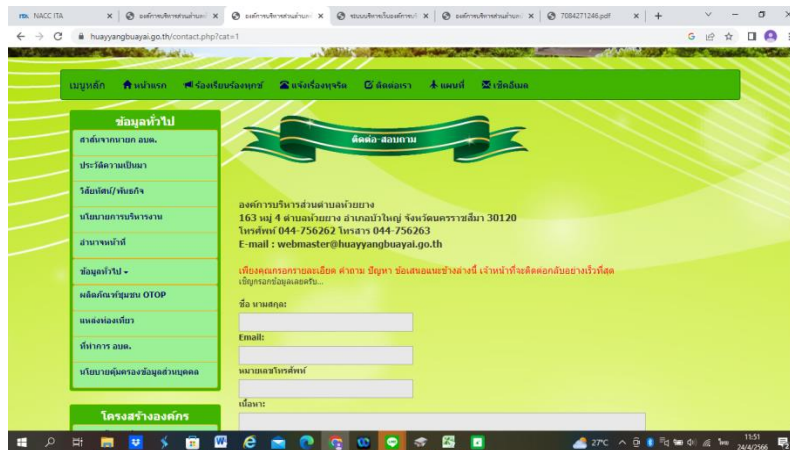 NACC ITA
องค์การบริหารส่วนตำบล
องค์การบริหารส่วนตำบล
ระบบบริหารเว็บองค์การบริ
องค์การบริหารส่วนตำบล
7084271246.pdf
huayyangbuayai.go.th/contact.php?cat=1
เมนูหลัก หน้าแรก ร้องเรียนร้องทุกข์ แจ้งเรื่องทุจริต ติดต่อเรา แผนที่ เช็คอีเมล
ข้อมูลทั่วไป
สาส์นจากนายก อบต.
ประวัติความเป็นมา
วิสัยทัศน์/พันธกิจ
นโยบายการบริหารงาน
อำนาจหน้าที่
ข้อมูลทั่วไป
ผลิตภัณฑ์ชุมชน OTOP
แหล่งท่องเที่ยว
ที่ทำการ อบต.
นโยบายคุ้มครองข้อมูลส่วนบุคคล
โครงสร้างองค์กร
ติดต่อ-สอบถาม
องค์การบริหารส่วนตำบลห้วยยาง
163 หมู่ 4 ตำบลห้วยยาง อำเภอบัวใหญ่ จังหวัดนครราชสีมา 30120
โทรศัพท์ 044-756262 โทรสาร 044-756263
E-mail : webmaster@huayyangbuayai.go.th
เพียงคุณกรอกรายละเอียด คำถาม ปัญหา ข้อเสนอแนะข้างล่างนี้ เจ้าหน้าที่จะติดต่อกลับอย่างเร็วที่สุด
เชิญกรอกข้อมูลเลยครับ...
ชื่อ นามสกุล:
Email:
หมายเลขโทรศัพท์
เนื้อหา:
27°C
ไทย
11:51
24/4/2566